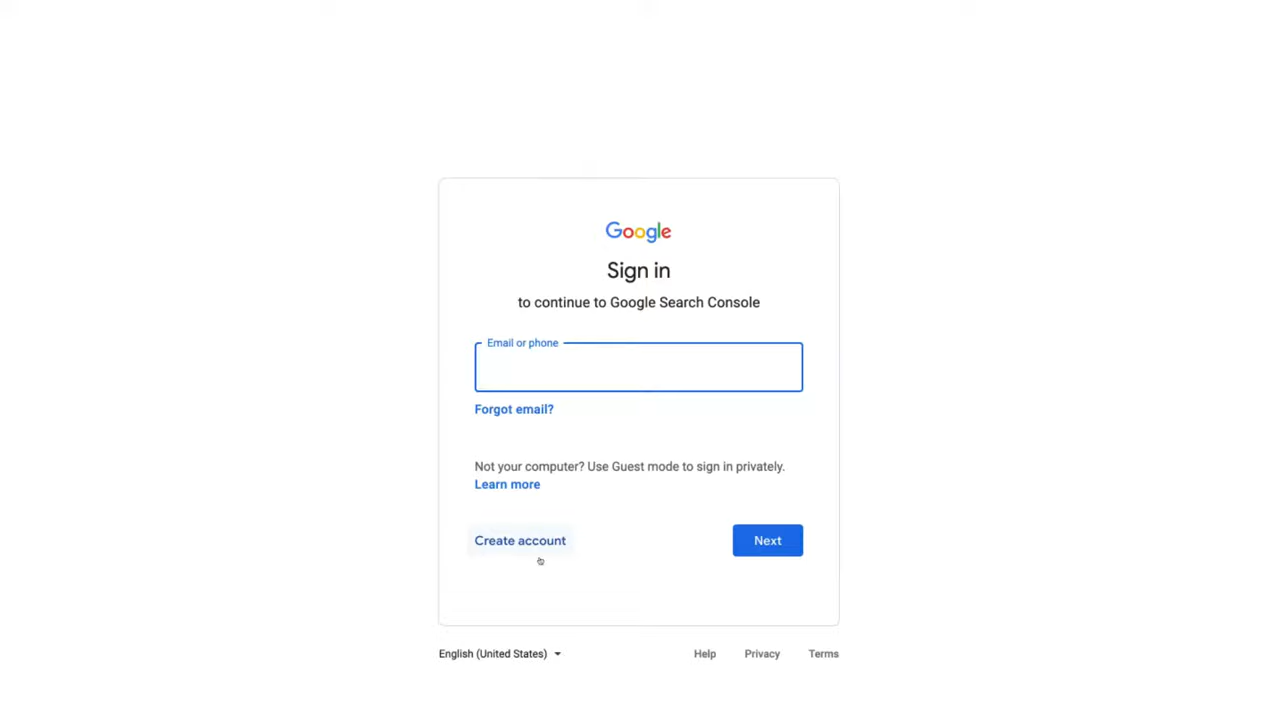 Google
Sign in
to continue to Google Search Console
Email or phone
Forgot email?
Not your computer? Use Guest mode to sign in privately.
Learn more
Create account
Next
English (United States)
Help
Privacy
Terms